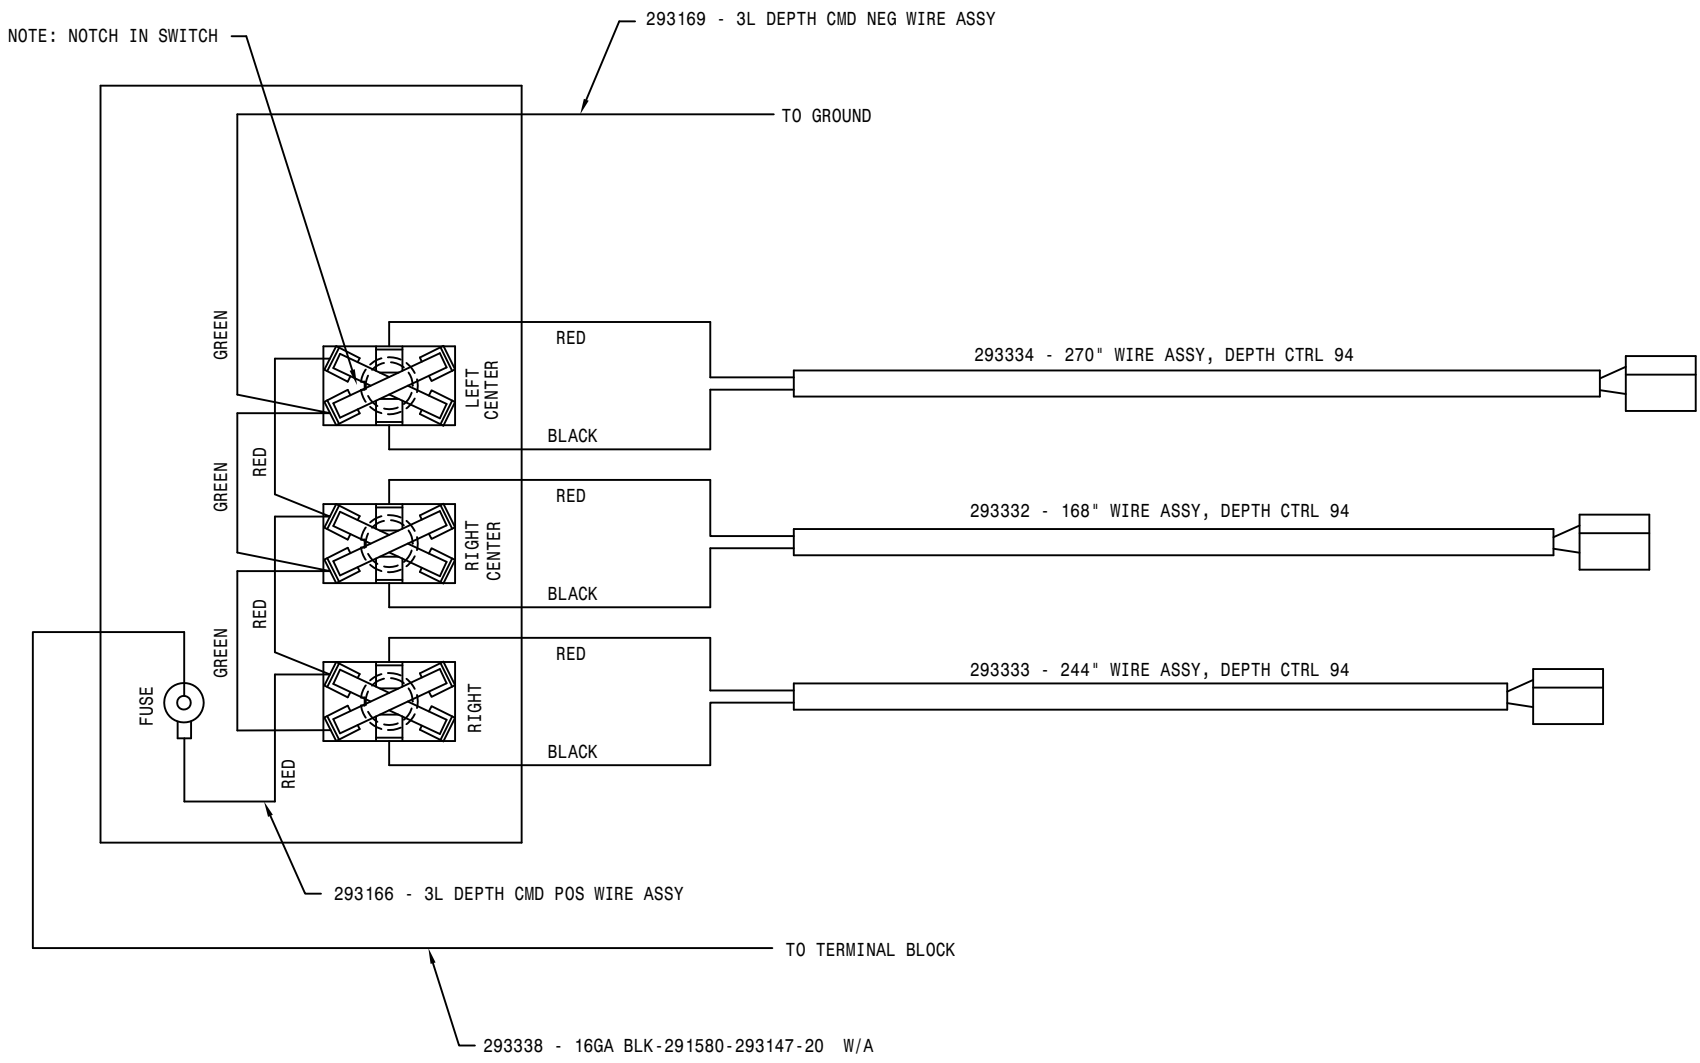 293169 - 3L DEPTH CMD NEG WIRE ASSY
NOTE: NOTCH IN SWITCH
TO GROUND
GREEN
RED
LEFT
CENTER
293334 - 270" WIRE ASSY, DEPTH CTRL 94
BLACK
RED
GREEN
RED
RIGHT
CENTER
293332 - 168" WIRE ASSY, DEPTH CTRL 94
BLACK
RED
GREEN
RED
293333 - 244" WIRE ASSY, DEPTH CTRL 94
FUSE
RIGHT
BLACK
RED
293166 - 3L DEPTH CMD POS WIRE ASSY
TO TERMINAL BLOCK
293338 - 16GA BLK-291580-293147-20 W/A